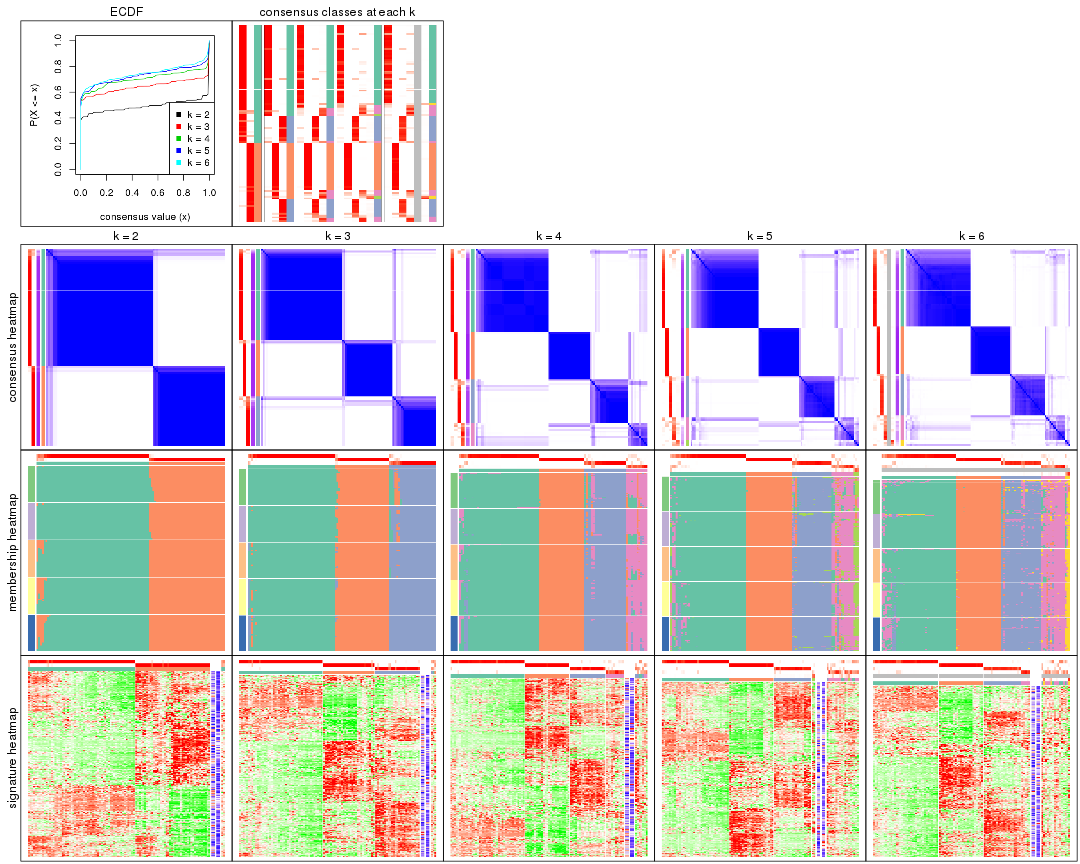 ECDF
consensus classes at each k
P(X <= x)
0.0 0.2 0.4 0.6 0.8 1.0
k = 2
k = 3
k = 4
k = 5
k = 6
0.0 0.2 0.4 0.6 0.8 1.0
consensus value (x)
k = 2 k = 3 k = 4 k = 5 k = 6
consensus heatmap
membership heatmap
signature heatmap